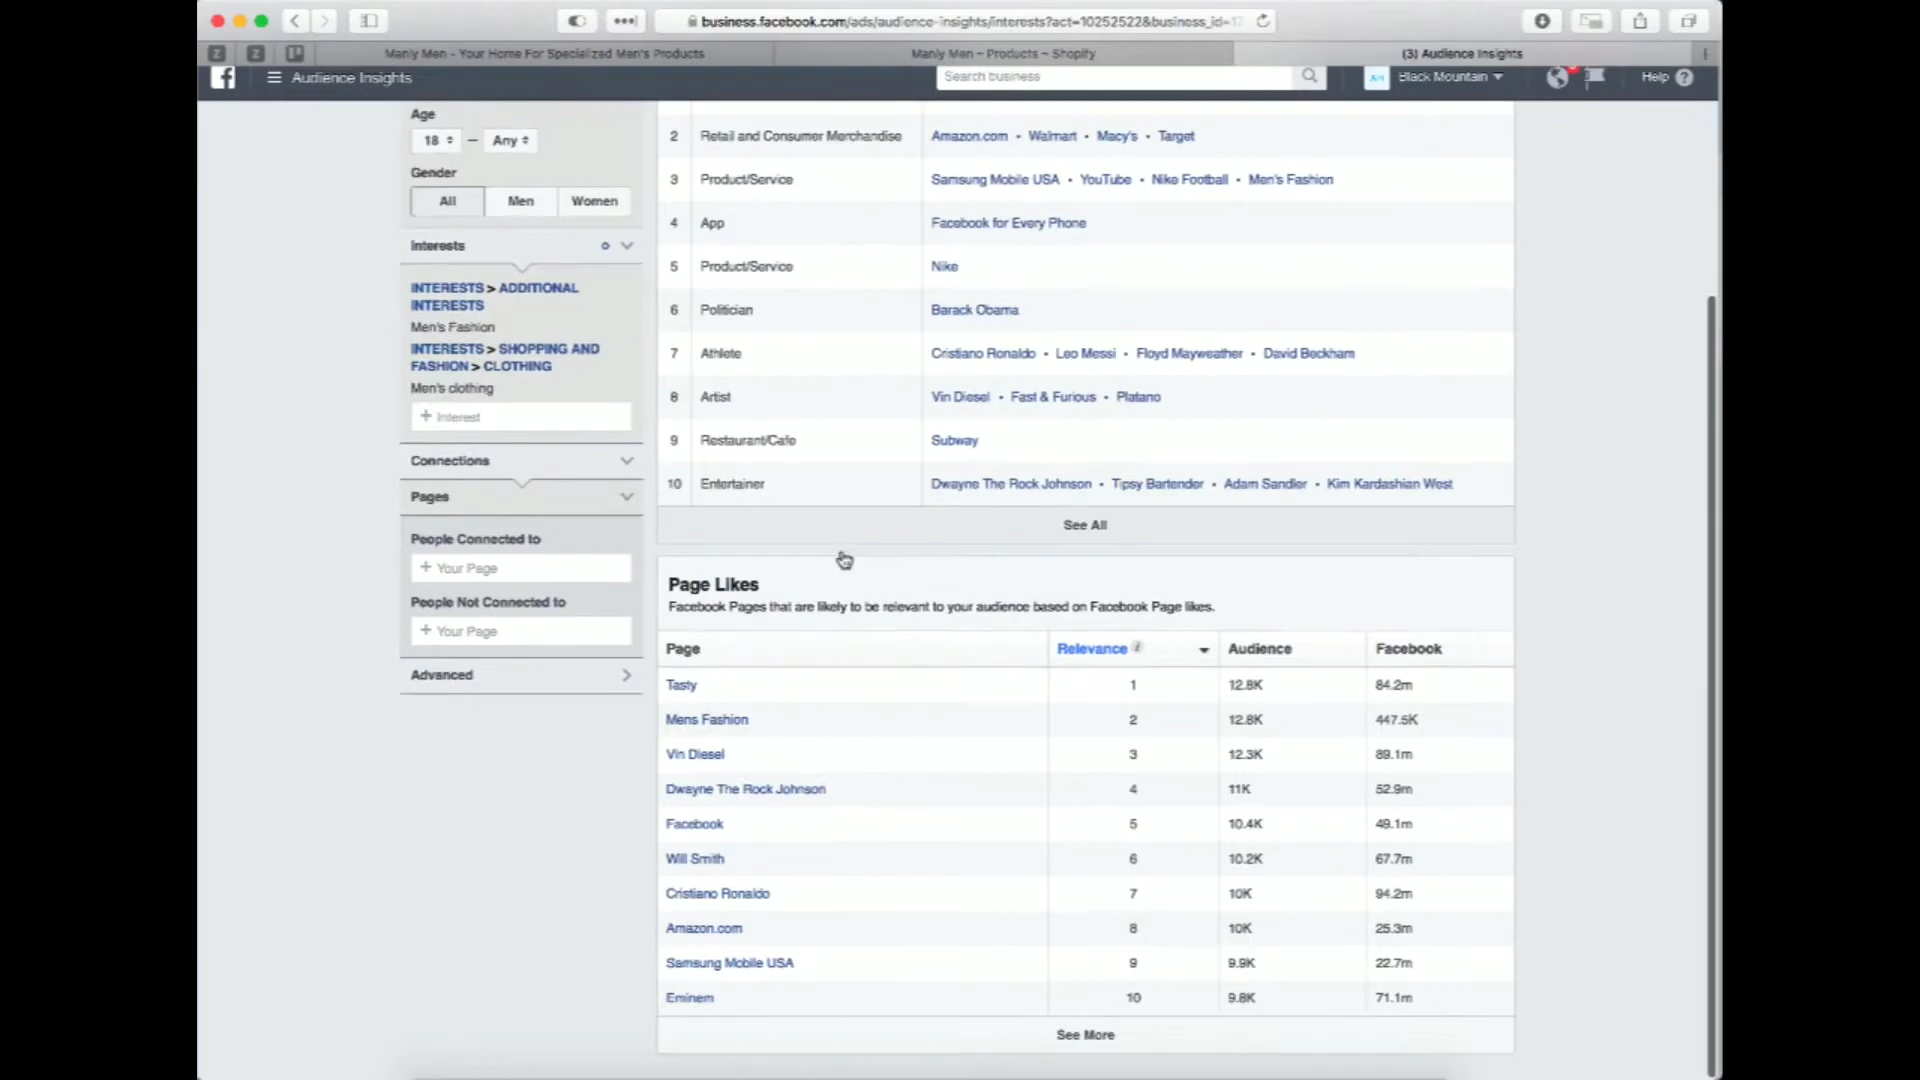 business.facebook.com/ads/audience-insights/interests?act=10252522&business_id=1
Z Z Manly Men - Your Home For Specialized Men's Products Manly Men ~ Products ~ Shopify (3) Audience Insights +
Audience Insights Search business Black Mountain Help ?
Age
18 — Any
Gender
All Men Women
Interests
INTERESTS > ADDITIONAL
INTERESTS
Men's Fashion
INTERESTS > SHOPPING AND
FASHION > CLOTHING
Men's clothing
+ Interest
Connections
Pages
People Connected to
+ Your Page
People Not Connected to
+ Your Page
Advanced
2 Retail and Consumer Merchandise Amazon.com • Walmart • Macy's • Target
3 Product/Service Samsung Mobile USA • YouTube • Nike Football • Men's Fashion
4 App Facebook for Every Phone
5 Product/Service Nike
6 Politician Barack Obama
7 Athlete Cristiano Ronaldo • Leo Messi • Floyd Mayweather • David Beckham
8 Artist Vin Diesel • Fast & Furious • Platano
9 Restaurant/Cafe Subway
10 Entertainer Dwayne The Rock Johnson • Tipsy Bartender • Adam Sandler • Kim Kardashian West
See All
Page Likes
Facebook Pages that are likely to be relevant to your audience based on Facebook Page likes.
Page Relevance i Audience Facebook
Tasty 1 12.8K 84.2m
Mens Fashion 2 12.8K 447.5K
Vin Diesel 3 12.3K 89.1m
Dwayne The Rock Johnson 4 11K 52.9m
Facebook 5 10.4K 49.1m
Will Smith 6 10.2K 67.7m
Cristiano Ronaldo 7 10K 94.2m
Amazon.com 8 10K 25.3m
Samsung Mobile USA 9 9.9K 22.7m
Eminem 10 9.8K 71.1m
See More